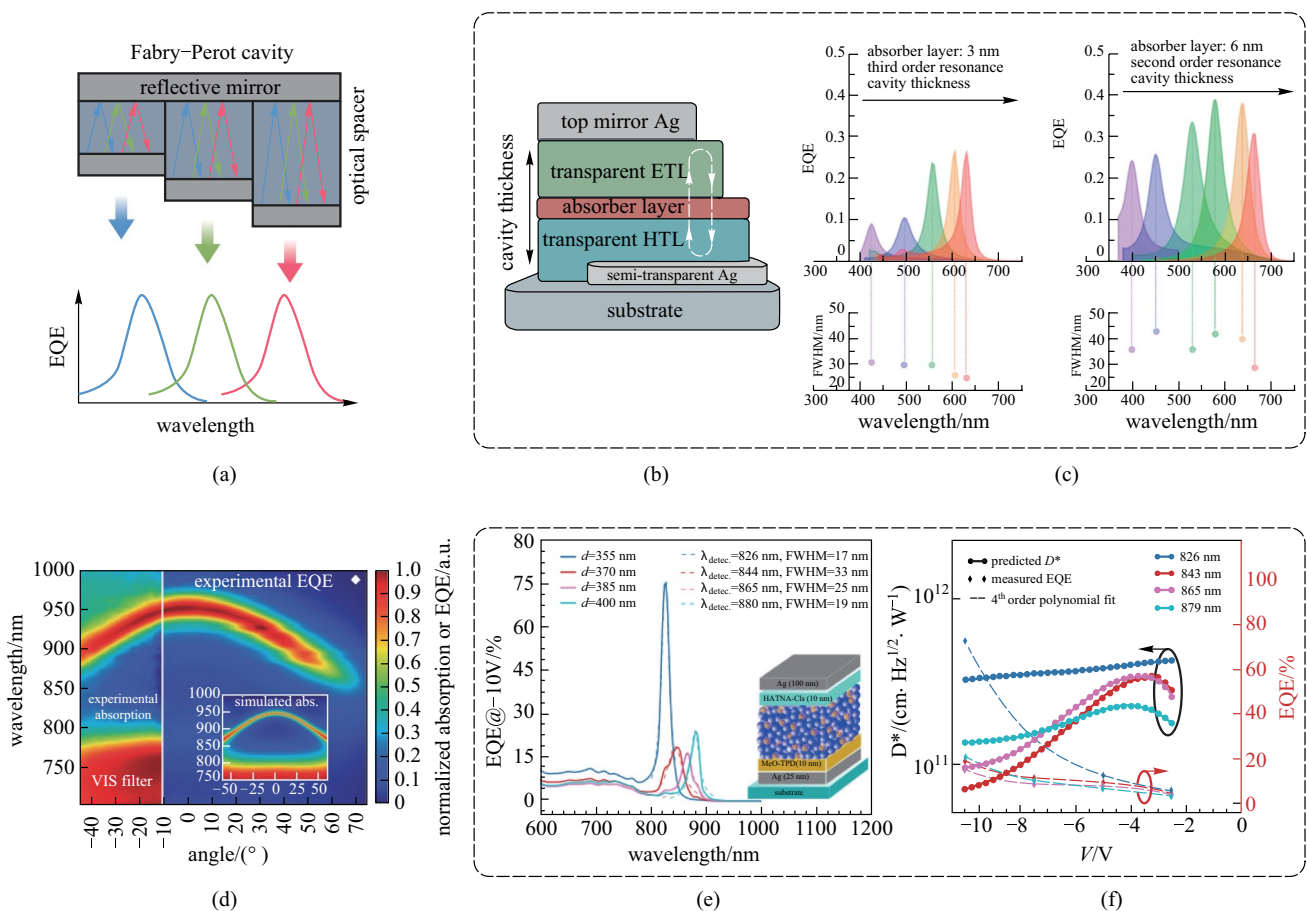 Fabry−Perot cavity
reflective mirror
optical spacer
EQE
wavelength
(a)
top mirror Ag
transparent ETL
absorber layer
transparent HTL
semi-transparent Ag
substrate
cavity thickness
(b)
absorber layer: 3 nm
third order resonance
cavity thickness
0.5
0.4
0.3
0.2
0.1
0
EQE
300 400 500 600 700
50
40
30
20
FWHM/nm
300 400 500 600 700
wavelength/nm
absorber layer: 6 nm
second order resonance
cavity thickness
0.5
0.4
0.3
0.2
0.1
0
EQE
300 400 500 600 700
50
40
30
20
FWHM/nm
300 400 500 600 700
wavelength/nm
(c)
1000
950
900
850
800
750
wavelength/nm
experimental EQE
experimental
absorption
VIS filter
simulated abs.
1000
950
900
850
800
750
−50 −25 0 25 50
−40 −30 −20 −10 0 10 20 30 40 50 60 70
angle/(°)
1.0
0.9
0.8
0.7
0.6
0.5
0.4
0.3
0.2
0.1
0
normalized absorption or EQE/a.u.
(d)
80
75
60
45
30
15
0
EQE@−10V/%
d=355 nm
d=370 nm
d=385 nm
d=400 nm
λdetec.=826 nm, FWHM=17 nm
λdetec.=844 nm, FWHM=33 nm
λdetec.=865 nm, FWHM=25 nm
λdetec.=880 nm, FWHM=19 nm
Ag (100 nm)
HATNA-Cls (10 nm)
MeO-TPD(10 nm)
Ag (25 nm)
substrate
600 700 800 900 1000 1100 1200
wavelength/nm
(e)
predicted D*
measured EQE
4th order polynomial fit
826 nm
843 nm
865 nm
879 nm
10¹²
10¹¹
D*/(cm· Hz1/2· W−1)
100
80
60
40
20
0
EQE/%
−10 −8 −6 −4 −2 0
V/V
(f)